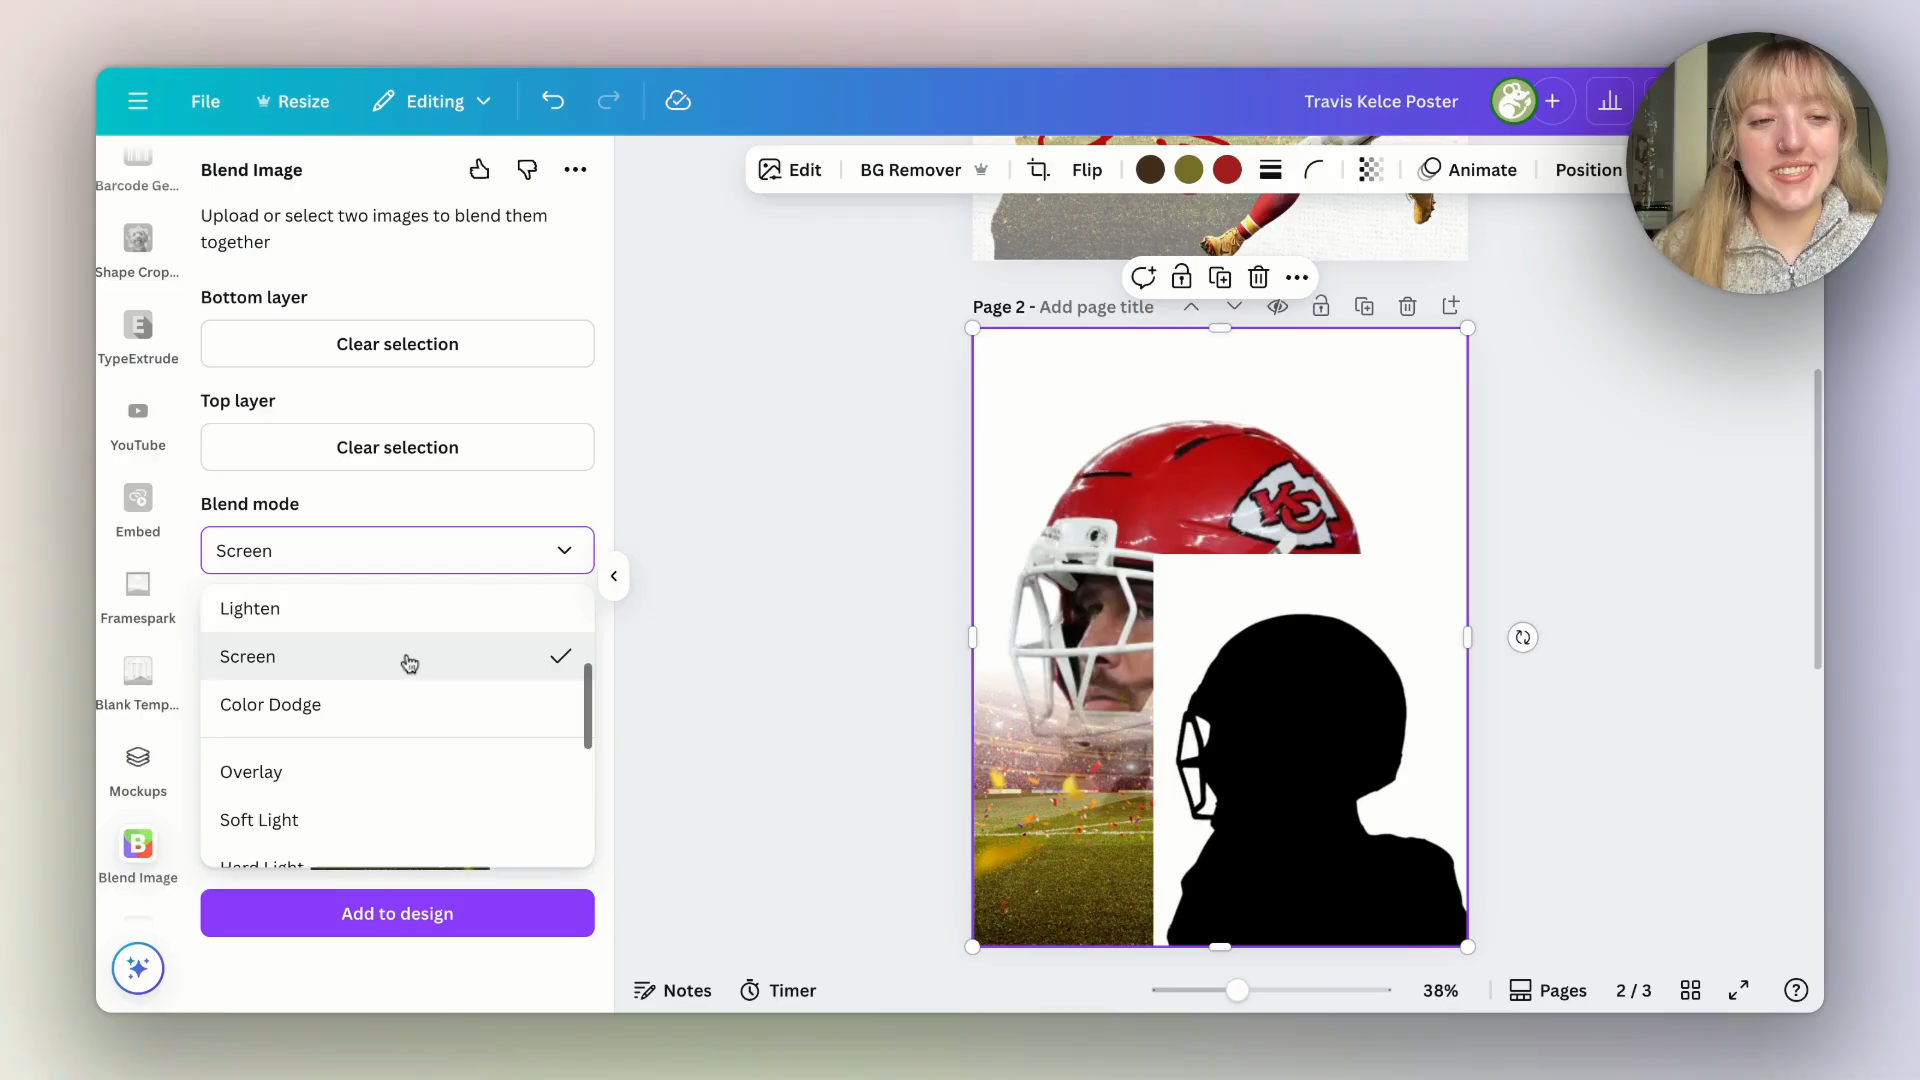 File
Resize
Editing
Travis Kelce Poster
Barcode Ge...
Shape Crop...
TypeExtrude
YouTube
Embed
Framespark
Blank Temp...
Mockups
Blend Image
Blend Image
Upload or select two images to blend them
together
Bottom layer
Clear selection
Top layer
Clear selection
Blend mode
Screen
Lighten
Screen
Color Dodge
Overlay
Soft Light
Hard Light
Add to design
Edit
BG Remover
Flip
Animate
Position
Page 2 - Add page title
KC
Notes
Timer
38%
Pages
2 / 3